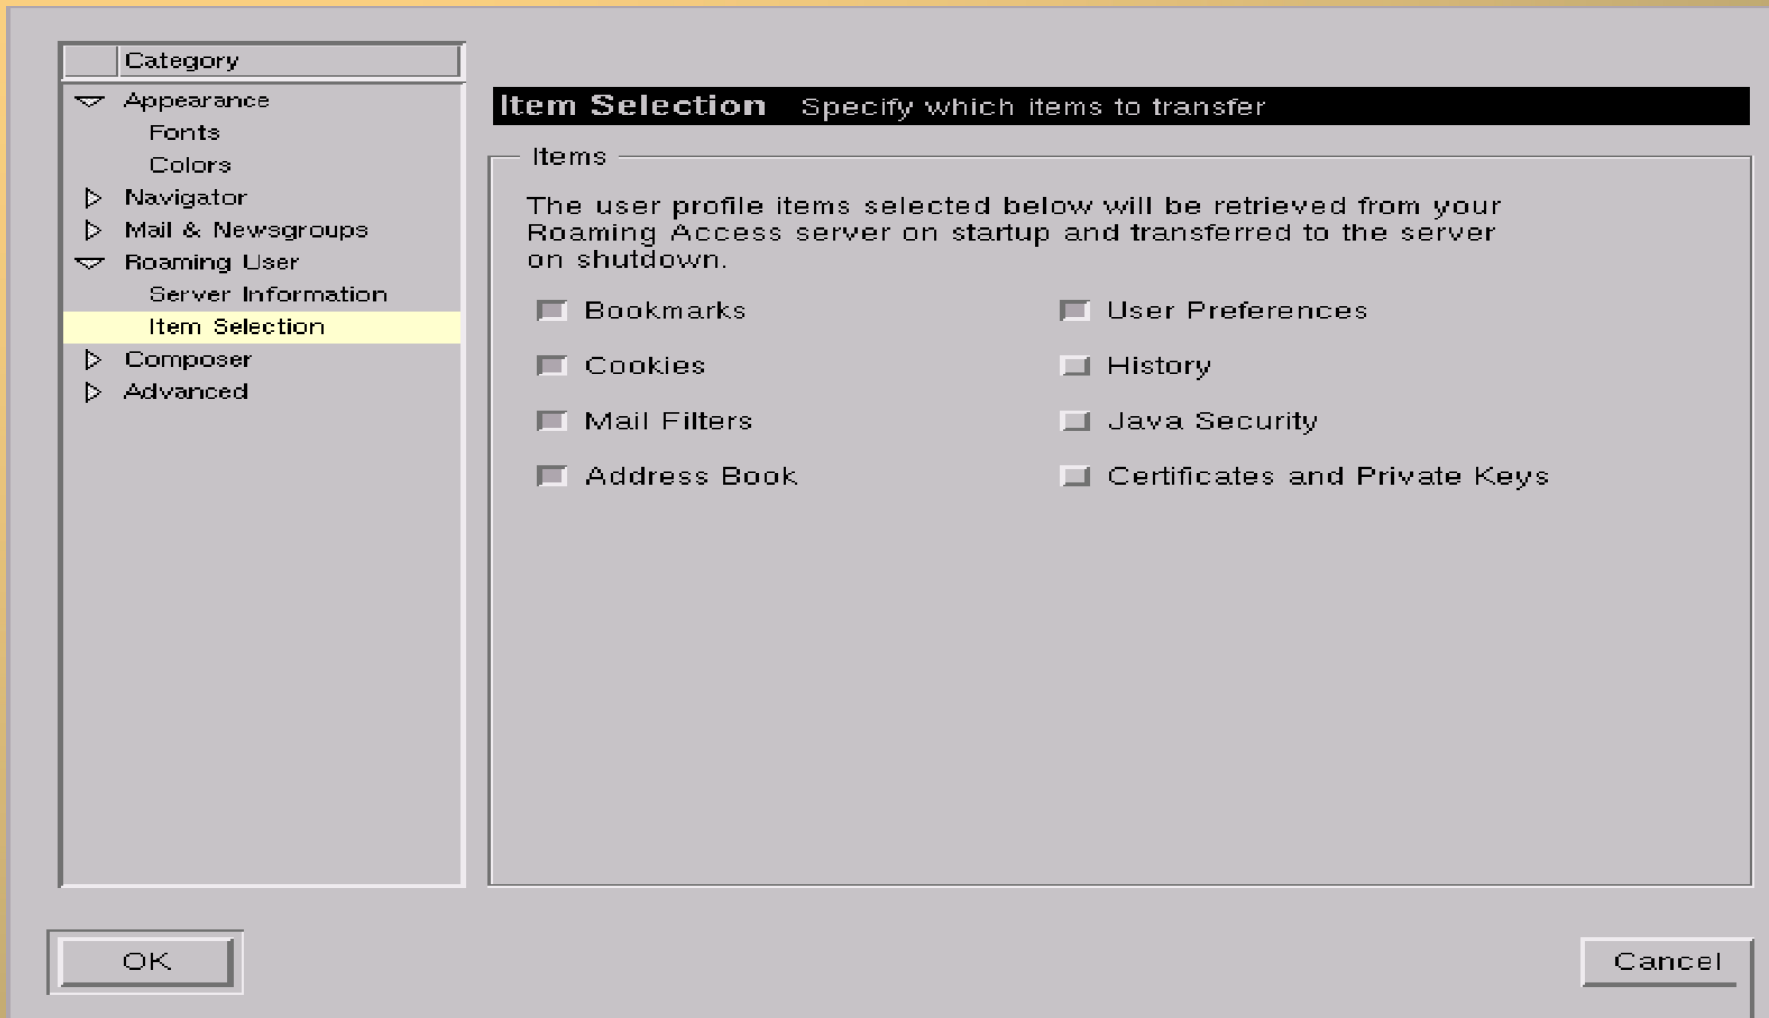 Category
Appearance
Fonts
Colors
Navigator
Mail & Newsgroups
Roaming User
Server Information
Item Selection
Composer
Advanced
Item Selection Specify which items to transfer
Items
The user profile items selected below will be retrieved from your
Roaming Access server on startup and transferred to the server
on shutdown.
Bookmarks
User Preferences
Cookies
History
Mail Filters
Java Security
Address Book
Certificates and Private Keys
OK
Cancel